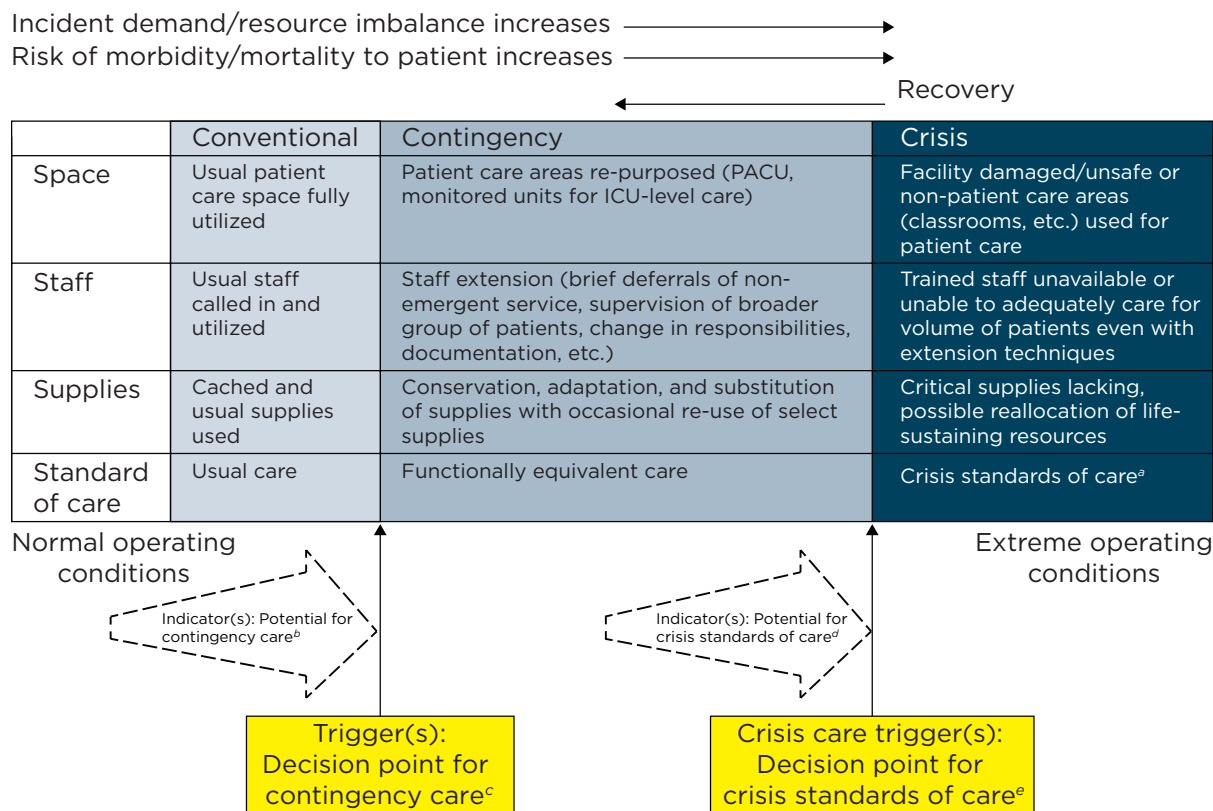 Incident demand/resource imbalance increases
Risk of morbidity/mortality to patient increases
Recovery
Conventional
Contingency
Crisis
Space
Usual patient
care space fully
utilized
Patient care areas re-purposed (PACU,
monitored units for ICU-level care)
Facility damaged/unsafe or
non-patient care areas
(classrooms, etc.) used for
patient care
Staff
Usual staff
called in and
utilized
Staff extension (brief deferrals of non-
emergent service, supervision of broader
group of patients, change in responsibilities,
documentation, etc.)
Trained staff unavailable or
unable to adequately care for
volume of patients even with
extension techniques
Supplies
Cached and
usual supplies
used
Conservation, adaptation, and substitution
of supplies with occasional re-use of select
supplies
Critical supplies lacking,
possible reallocation of life-
sustaining resources
Standard
of care
Usual care
Functionally equivalent care
Crisis standards of care^a
Normal operating
conditions
Extreme operating
conditions
Indicator(s): Potential for
contingency care^b
Indicator(s): Potential for
crisis standards of care^d
Trigger(s):
Decision point for
contingency care^c
Crisis care trigger(s):
Decision point for
crisis standards of care^e